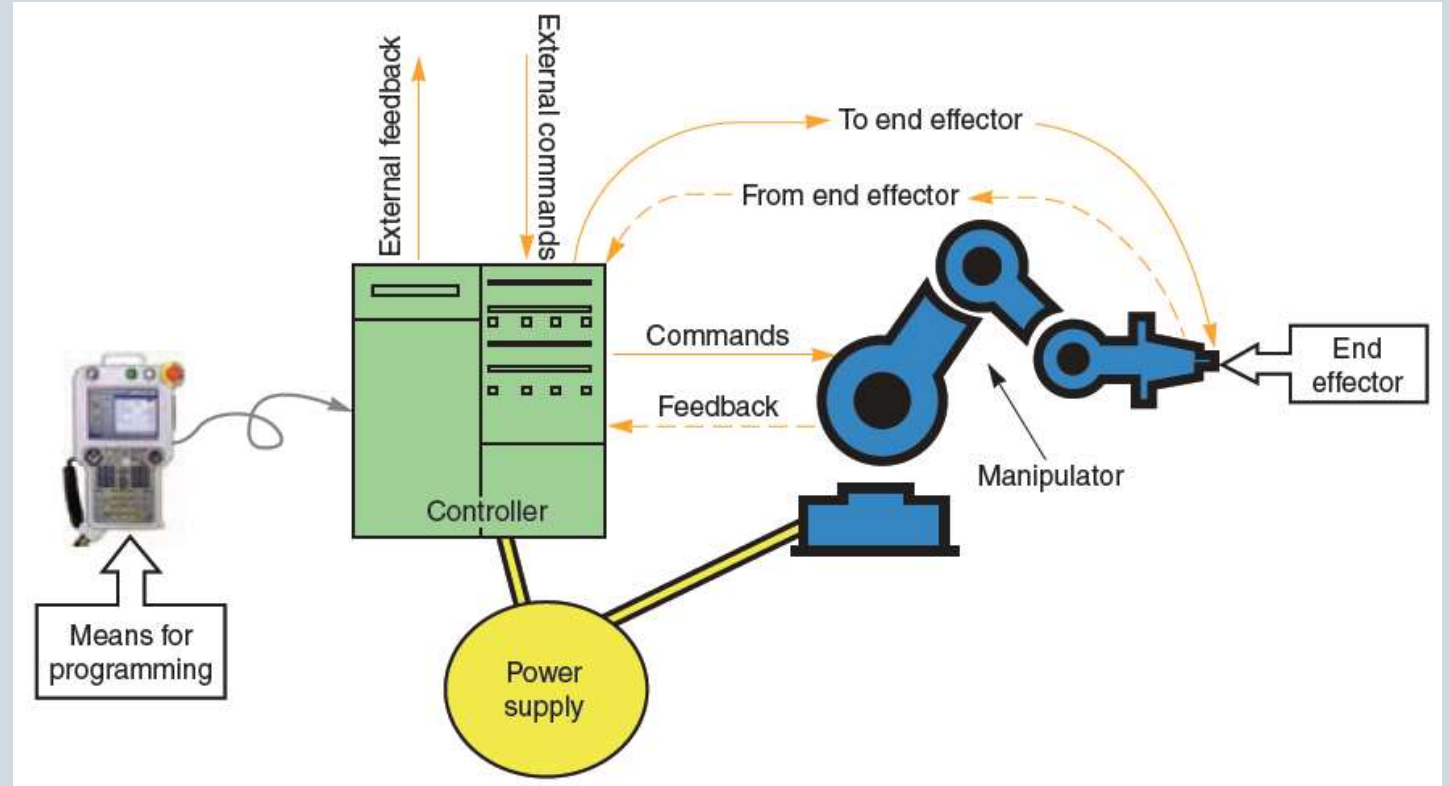 External feedback
External commands
To end effector
From end effector
Commands
End
effector
Feedback
Manipulator
Controller
Means for
programming
Power
supply